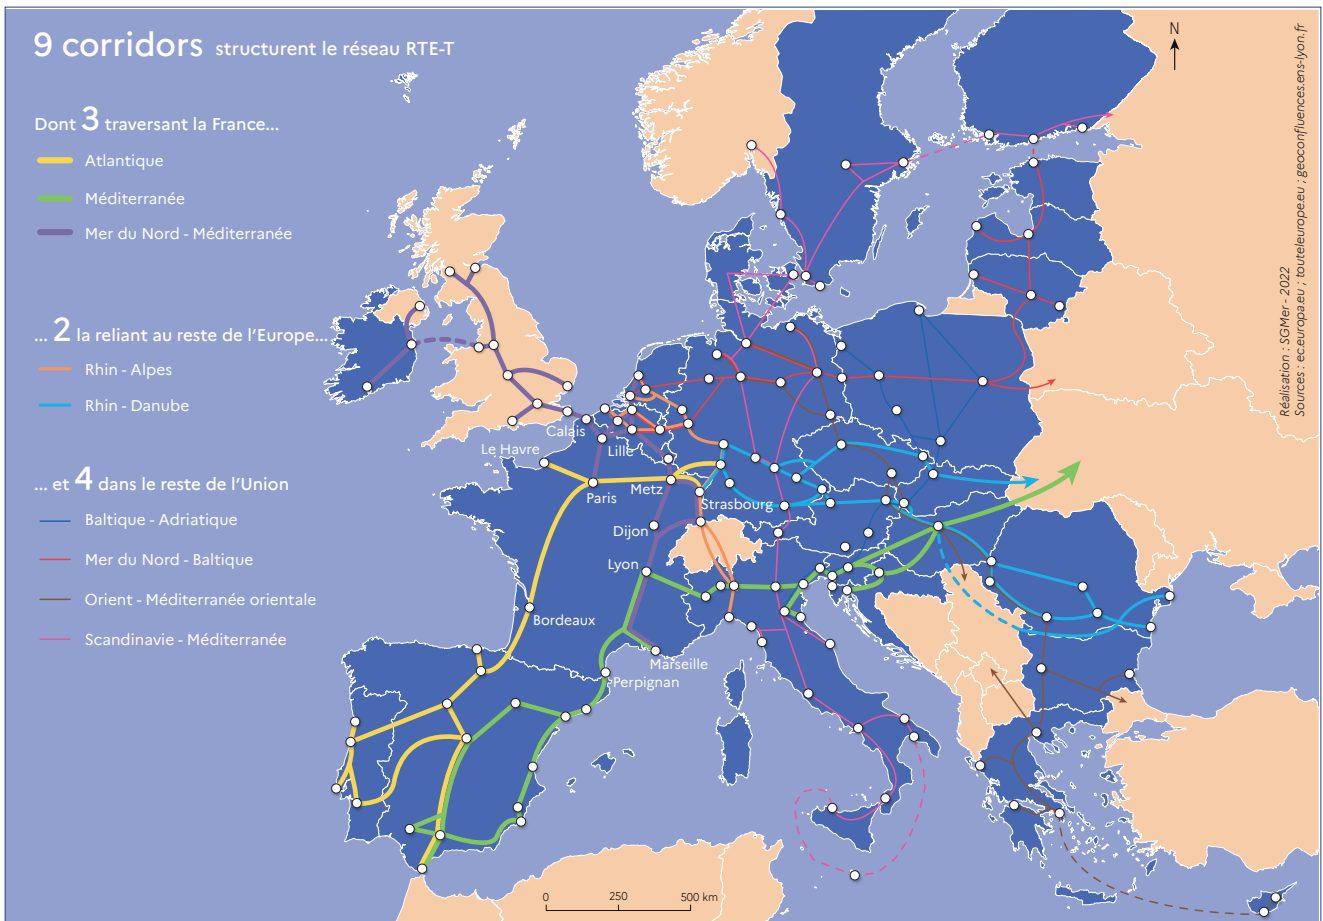 9 corridors structurent le réseau RTE-T
Dont 3 traversant la France...
Atlantique
Méditerranée
Mer du Nord - Méditerranée
... 2 la reliant au reste de l'Europe...
Rhin - Alpes
Rhin - Danube
... et 4 dans le reste de l'Union
Baltique - Adriatique
Mer du Nord - Baltique
Orient - Méditerranée orientale
Scandinavie - Méditerranée
N
Calais
Lille
Le Havre
Paris
Metz
Strasbourg
Dijon
Lyon
Bordeaux
Marseille
Perpignan
0 250 500 km
Réalisation : SGMer - 2022
Sources : ec.europa.eu ; touteleurope.eu ; geoconfluences.ens-lyon.fr